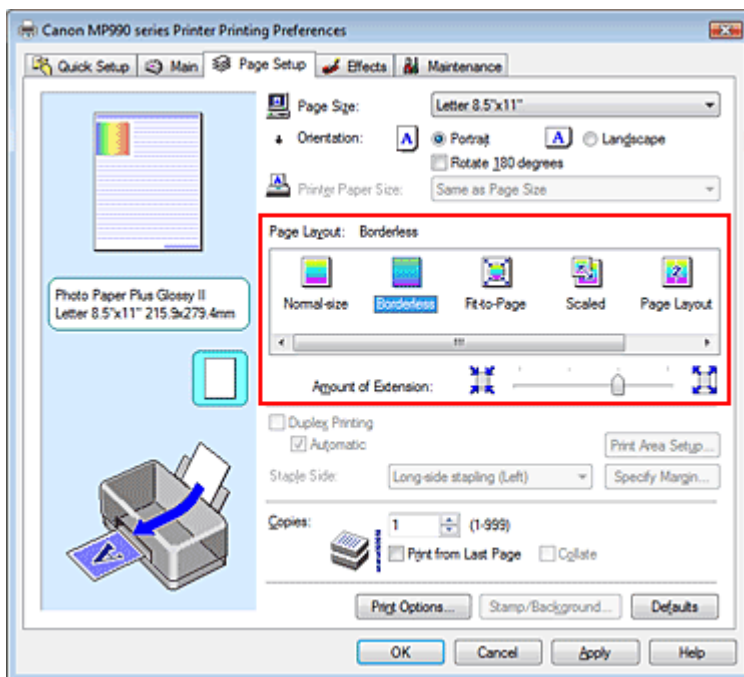 Canon MP990 series Printer Printing Preferences
Quick Setup Main Page Setup Effects Maintenance
Page Size: Letter 8.5"x11"
Orientation: A Portrait A Landscape
Rotate 180 degrees
Printer Paper Size: Same as Page Size
Page Layout: Borderless
Normal-size Borderless Fit-to-Page Scaled Page Layout
Photo Paper Plus Glossy II
Letter 8.5"x11" 215.9x279.4mm
Amount of Extension:
Duplex Printing
Automatic
Print Area Setup...
Staple Side: Long-side stapling (Left) Specify Margin...
Copies: 1 (1-999)
Print from Last Page Collate
Print Options... Stamp/Background... Defaults
OK Cancel Apply Help